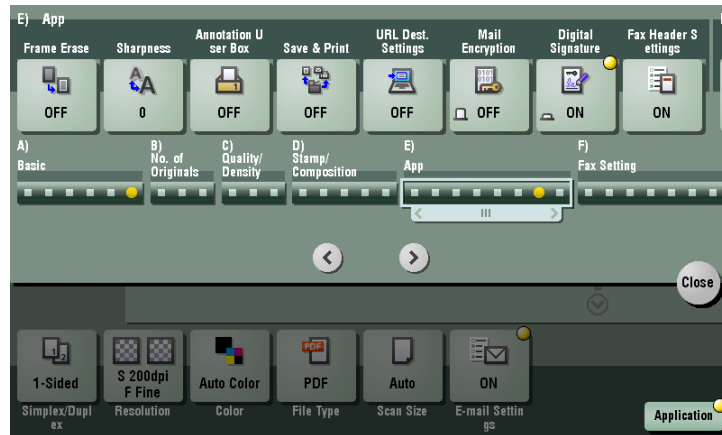 E) App
Frame Erase
Sharpness
Annotation U
ser Box
Save & Print
URL Dest.
Settings
Mail
Encryption
Digital
Signature
Fax Header S
ettings
OFF
0
OFF
OFF
OFF
OFF
ON
ON
A)
Basic
B)
No. of
Originals
C)
Quality/
Density
D)
Stamp/
Composition
E)
App
F)
Fax Setting
Close
1-Sided
S 200dpi
F Fine
Auto Color
PDF
Auto
ON
Simplex/Dupl
ex
Resolution
Color
File Type
Scan Size
E-mail Settin
gs
Application